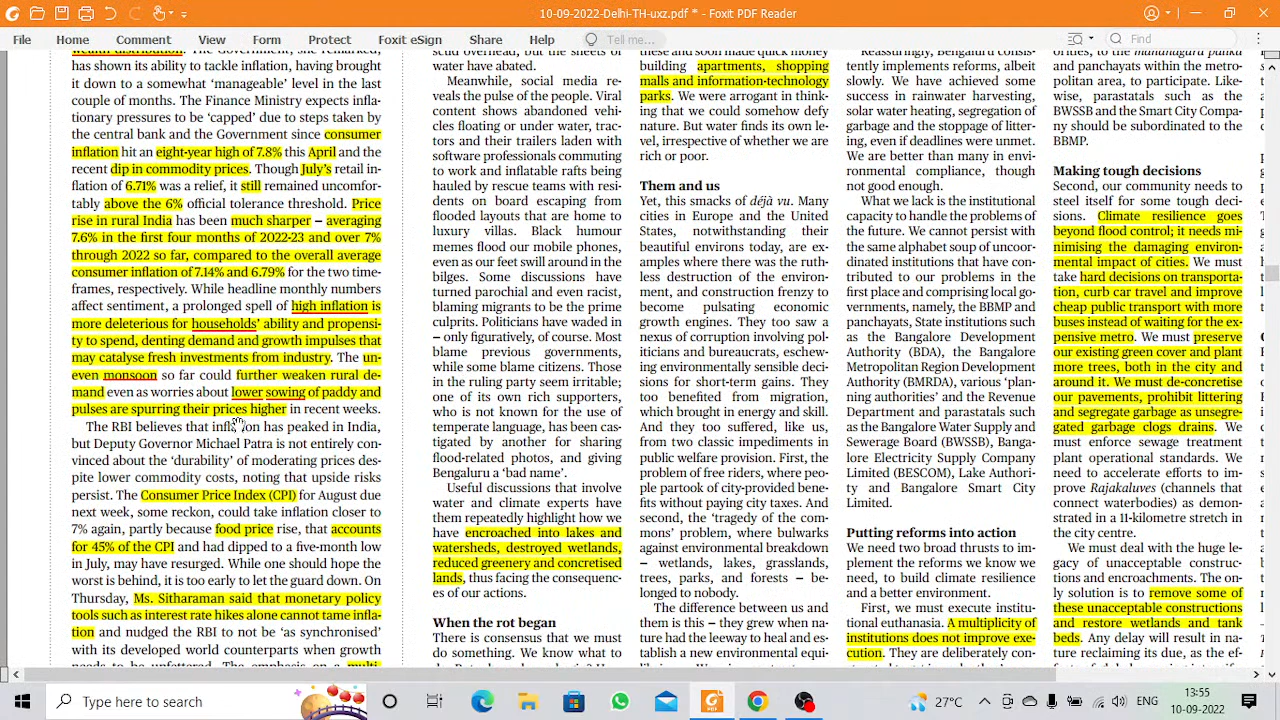 10-09-2022-Delhi-TH-uxz.pdf * - Foxit PDF Reader
File Home Comment View Form Protect Foxit eSign Share Help Tell me... Find
wealth distribution. The Government, she remarked,
has shown its ability to tackle inflation, having brought
it down to a somewhat ‘manageable’ level in the last
couple of months. The Finance Ministry expects infla-
tionary pressures to be ‘capped’ due to steps taken by
the central bank and the Government since consumer
inflation hit an eight-year high of 7.8% this April and the
recent dip in commodity prices. Though July’s retail in-
flation of 6.71% was a relief, it still remained uncomfor-
tably above the 6% official tolerance threshold. Price
rise in rural India has been much sharper — averaging
7.6% in the first four months of 2022-23 and over 7%
through 2022 so far, compared to the overall average
consumer inflation of 7.14% and 6.79% for the two time-
frames, respectively. While headline monthly numbers
affect sentiment, a prolonged spell of high inflation is
more deleterious for households’ ability and propensi-
ty to spend, denting demand and growth impulses that
may catalyse fresh investments from industry. The un-
even monsoon so far could further weaken rural de-
mand even as worries about lower sowing of paddy and
pulses are spurring their prices higher in recent weeks.
The RBI believes that inflation has peaked in India,
but Deputy Governor Michael Patra is not entirely con-
vinced about the ‘durability’ of moderating prices des-
pite lower commodity costs, noting that upside risks
persist. The Consumer Price Index (CPI) for August due
next week, some reckon, could take inflation closer to
7% again, partly because food price rise, that accounts
for 45% of the CPI and had dipped to a five-month low
in July, may have resurged. While one should hope the
worst is behind, it is too early to let the guard down. On
Thursday, Ms. Sitharaman said that monetary policy
tools such as interest rate hikes alone cannot tame infla-
tion and nudged the RBI to not be ‘as synchronised’
with its developed world counterparts when growth
needs to be unfettered. The emphasis on a multi-
scud overhead, but the sheets of
water have abated.
Meanwhile, social media re-
veals the pulse of the people. Viral
content shows abandoned vehi-
cles floating or under water, trac-
tors and their trailers laden with
software professionals commuting
to work and inflatable rafts being
hauled by rescue teams with resi-
dents on board escaping from
flooded layouts that are home to
luxury villas. Black humour
memes flood our mobile phones,
even as our feet swill around in the
bilges. Some discussions have
turned parochial and even racist,
blaming migrants to be the prime
culprits. Politicians have waded in
— only figuratively, of course. Most
blame previous governments,
while some blame citizens. Those
in the ruling party seem irritable;
one of its own rich supporters,
who is not known for the use of
temperate language, has been cas-
tigated by another for sharing
flood-related photos, and giving
Bengaluru a ‘bad name’.
Useful discussions that involve
water and climate experts have
them repeatedly highlight how we
have encroached into lakes and
watersheds, destroyed wetlands,
reduced greenery and concretised
lands, thus facing the consequenc-
es of our actions.
When the rot began
There is consensus that we must
do something. We know what to
these and soon made quick money
building apartments, shopping
malls and information-technology
parks. We were arrogant in think-
ing that we could somehow defy
nature. But water finds its own le-
vel, irrespective of whether we are
rich or poor.
Them and us
Yet, this smacks of déjà vu. Many
cities in Europe and the United
States, notwithstanding their
beautiful environs today, are ex-
amples where there was the ruth-
less destruction of the environ-
ment, and construction frenzy to
become pulsating economic
growth engines. They too saw a
nexus of corruption involving po-
liticians and bureaucrats, eschew-
ing environmentally sensible deci-
sions for short-term gains. They
too benefited from migration,
which brought in energy and skill.
And they too suffered, like us,
from two classic impediments in
public welfare provision. First, the
problem of free riders, where peo-
ple partook of city-provided bene-
fits without paying city taxes. And
second, the ‘tragedy of the com-
mons’ problem, where bulwarks
against environmental breakdown
— wetlands, lakes, grasslands,
trees, parks, and forests — be-
longed to nobody.
The difference between us and
them is this — they grew when na-
ture had the leeway to heal and es-
tablish a new environmental equi-
Reassuringly, Bengaluru consis-
tently implements reforms, albeit
slowly. We have achieved some
success in rainwater harvesting,
solar water heating, segregation of
garbage and the stoppage of litter-
ing, even if deadlines were unmet.
We are better than many in envi-
ronmental compliance, though
not good enough.
What we lack is the institutional
capacity to handle the problems of
the future. We cannot persist with
the same alphabet soup of uncoor-
dinated institutions that have con-
tributed to our problems in the
first place and comprising local go-
vernments, namely, the BBMP and
panchayats, State institutions such
as the Bangalore Development
Authority (BDA), the Bangalore
Metropolitan Region Development
Authority (BMRDA), various ‘plan-
ning authorities’ and the Revenue
Department and parastatals such
as the Bangalore Water Supply and
Sewerage Board (BWSSB), Banga-
lore Electricity Supply Company
Limited (BESCOM), Lake Authori-
ty and Bangalore Smart City
Limited.
Putting reforms into action
We need two broad thrusts to im-
plement the reforms we know we
need, to build climate resilience
and a better environment.
First, we must execute institu-
tional euthanasia. A multiplicity of
institutions does not improve exe-
cution. They are deliberately con-
and panchayats within the metro-
politan area, to participate. Like-
wise, parastatals such as the
BWSSB and the Smart City Compa-
ny should be subordinated to the
BBMP.
Making tough decisions
Second, our community needs to
steel itself for some tough deci-
sions. Climate resilience goes
beyond flood control; it needs mi-
nimising the damaging environ-
mental impact of cities. We must
take hard decisions on transporta-
tion, curb car travel and improve
cheap public transport with more
buses instead of waiting for the ex-
pensive metro. We must preserve
our existing green cover and plant
more trees, both in the city and
around it. We must de-concretise
our pavements, prohibit littering
and segregate garbage as unsegre-
gated garbage clogs drains. We
must enforce sewage treatment
plant operational standards. We
need to accelerate efforts to im-
prove Rajakaluves (channels that
connect waterbodies) as demon-
strated in a 11-kilometre stretch in
the city centre.
We must deal with the huge le-
gacy of unacceptable construc-
tions and encroachments. The on-
ly solution is to remove some of
these unacceptable constructions
and restore wetlands and tank
beds. Any delay will result in na-
ture reclaiming its due, as the ef-
Type here to search
27°C ENG 13:55
10-09-2022